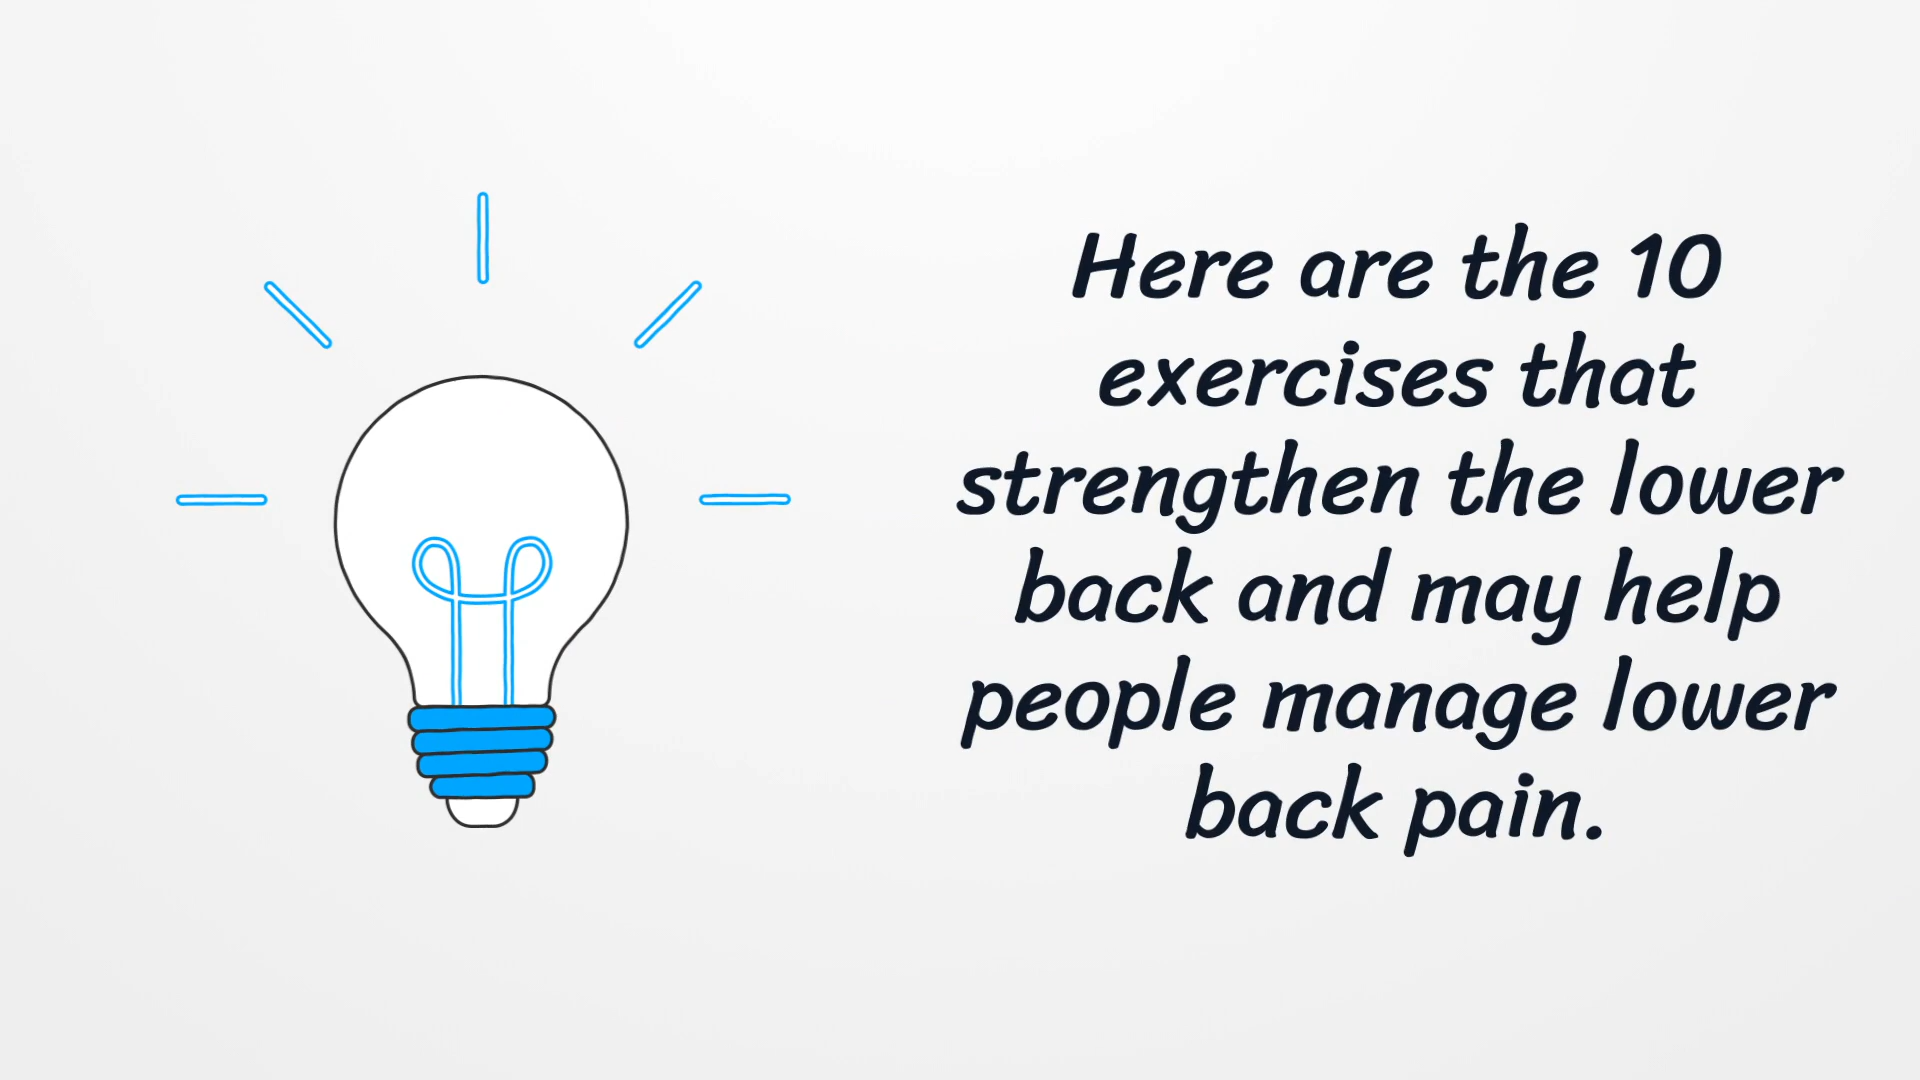 Here are the 10
exercises that
strengthen the lower
back and may help
people manage lower
back pain.